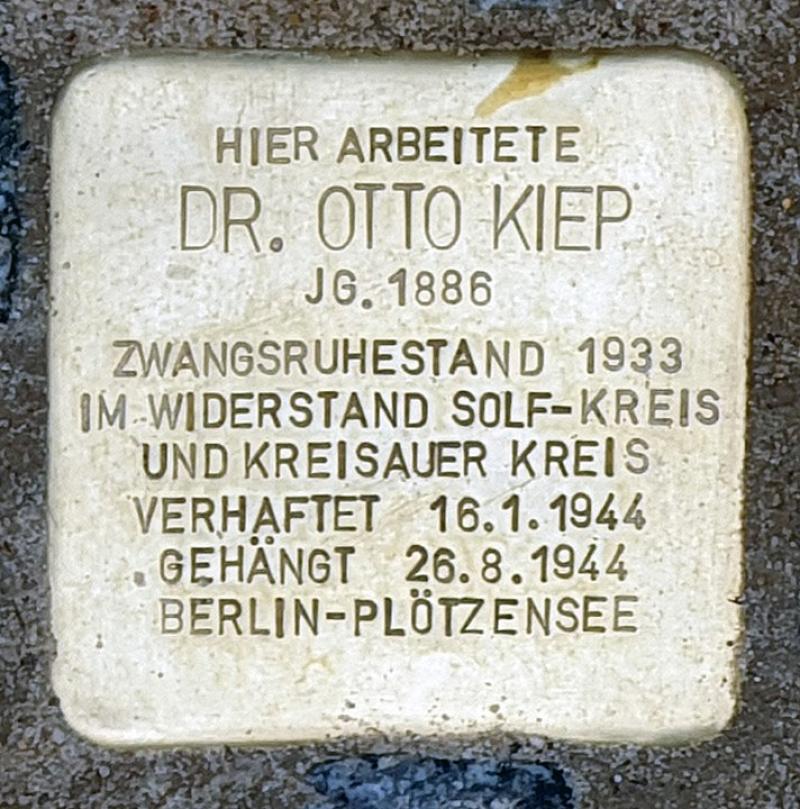 HIER ARBEITETE
DR. OTTO KIEP
JG. 1886
ZWANGSRUHESTAND 1933
IM WIDERSTAND SOLF-KREIS
UND KREISAUER KREIS
VERHAFTET 16.1.1944
GEHÄNGT 26.8.1944
BERLIN-PLÖTZENSEE